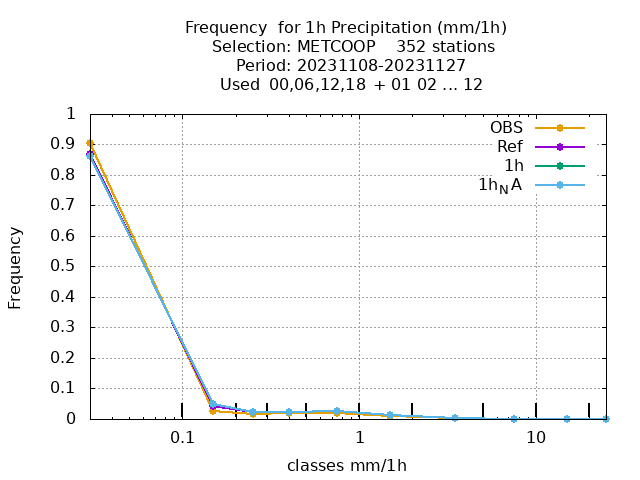 Frequency  for 1h Precipitation (mm/1h)
Selection: METCOOP    352 stations
Period: 20231108-20231127
Used  00,06,12,18  + 01 02 ... 12
OBS
Ref
1h
1h_NA
Frequency
1
0.9
0.8
0.7
0.6
0.5
0.4
0.3
0.2
0.1
0
0.1
1
10
classes mm/1h